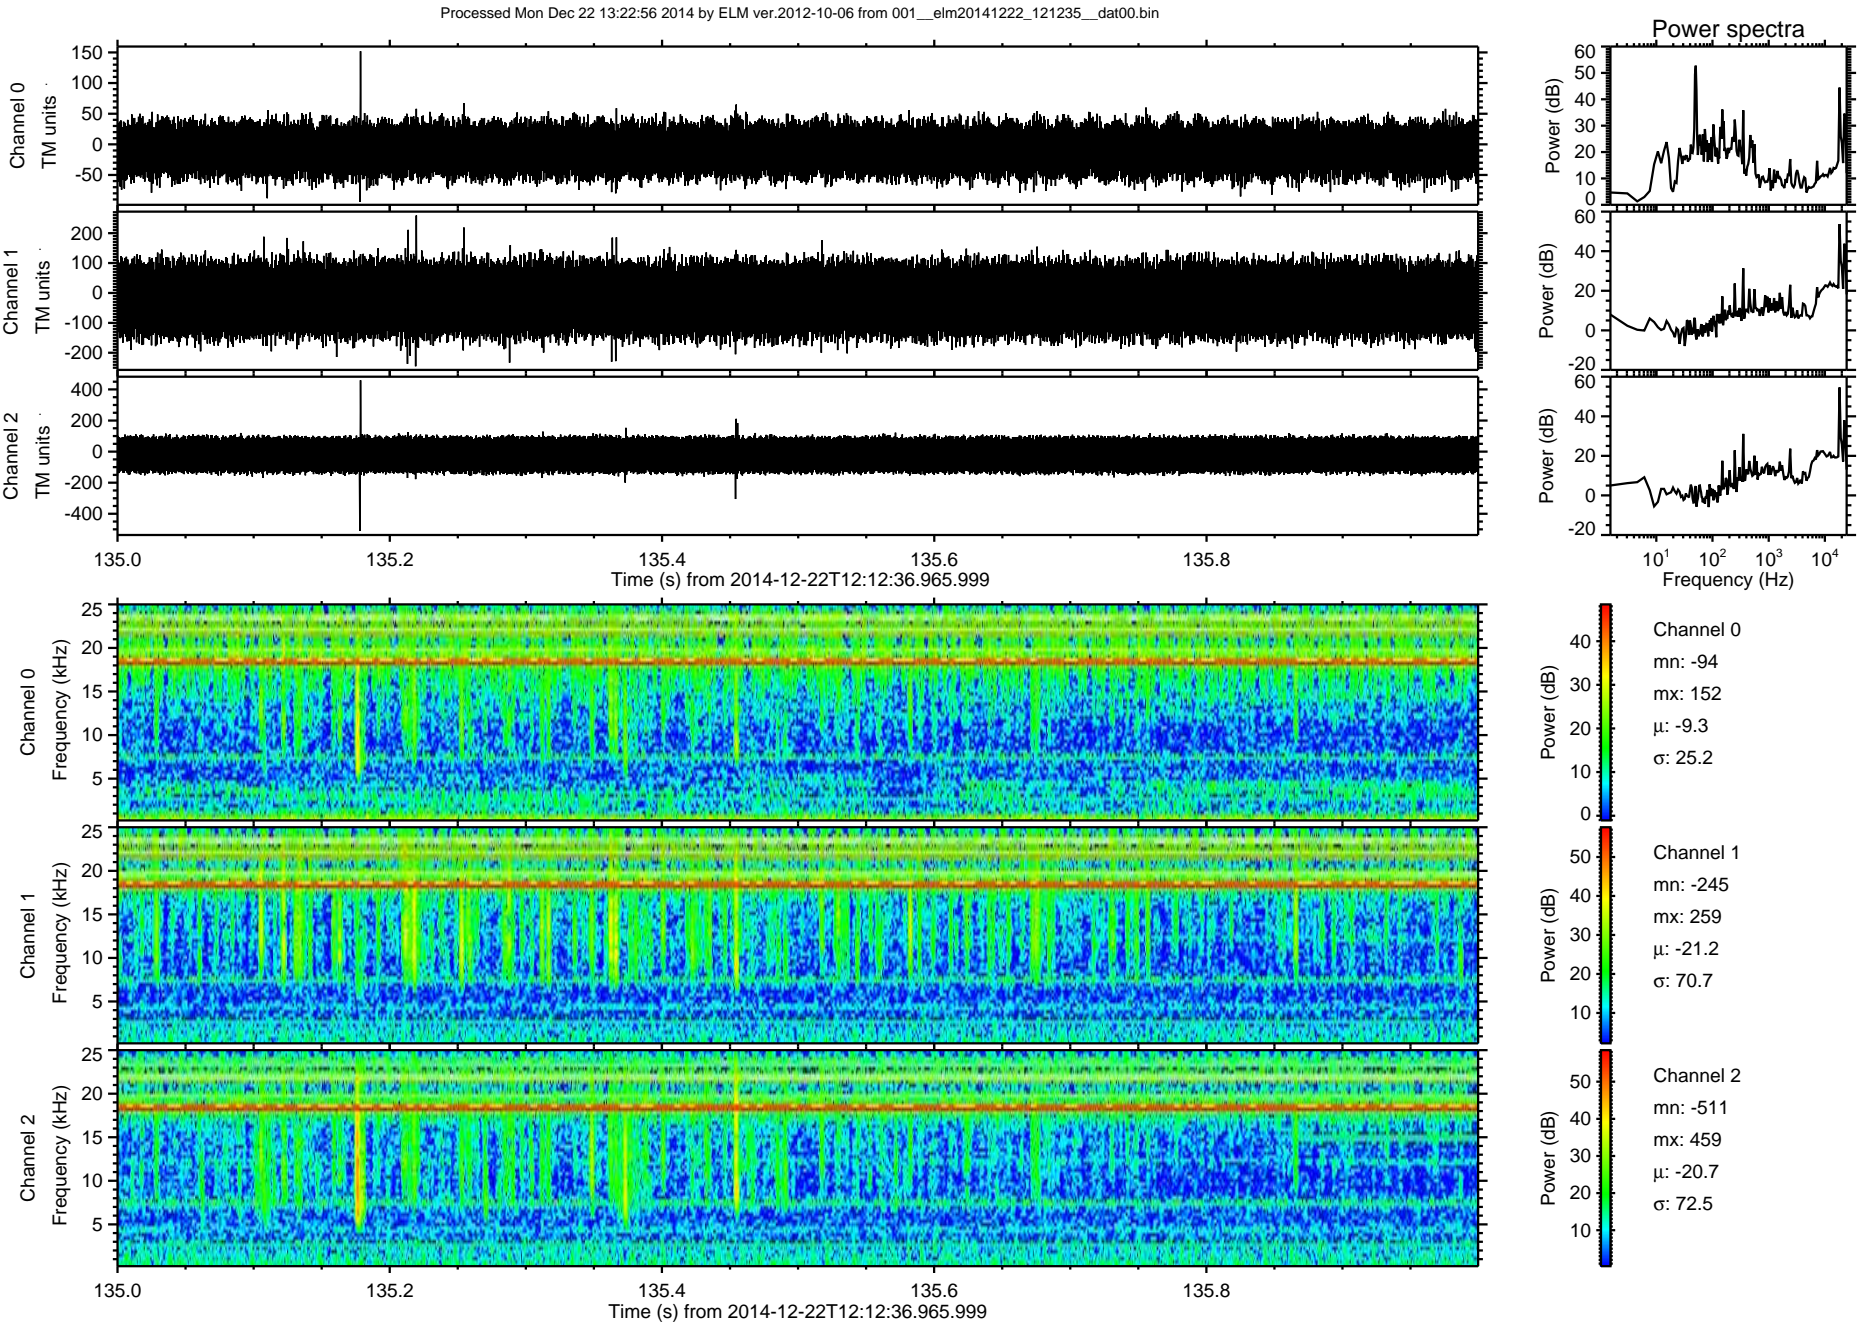 Processed Mon Dec 22 13:22:56 2014 by ELM ver.2012-10-06 from 001__elm20141222_121235__dat00.bin
Power spectra
Channel 0
TM units
150
100
50
0
-50
Power (dB)
60
50
40
30
20
10
0
Channel 1
TM units
200
100
0
-100
-200
Power (dB)
60
40
20
0
-20
Channel 2
TM units
400
200
0
-200
-400
Power (dB)
60
40
20
0
-20
135.0 135.2 135.4 135.6 135.8
Time (s) from 2014-12-22T12:12:36.965.999
10¹ 10² 10³ 10⁴
Frequency (Hz)
Channel 0
Frequency (kHz)
25
20
15
10
5
Power (dB)
40
30
20
10
0
Channel 0
mn: -94
mx: 152
μ: -9.3
σ: 25.2
Channel 1
Frequency (kHz)
25
20
15
10
5
Power (dB)
50
40
30
20
10
Channel 1
mn: -245
mx: 259
μ: -21.2
σ: 70.7
Channel 2
Frequency (kHz)
25
20
15
10
5
Power (dB)
50
40
30
20
10
Channel 2
mn: -511
mx: 459
μ: -20.7
σ: 72.5
135.0 135.2 135.4 135.6 135.8
Time (s) from 2014-12-22T12:12:36.965.999